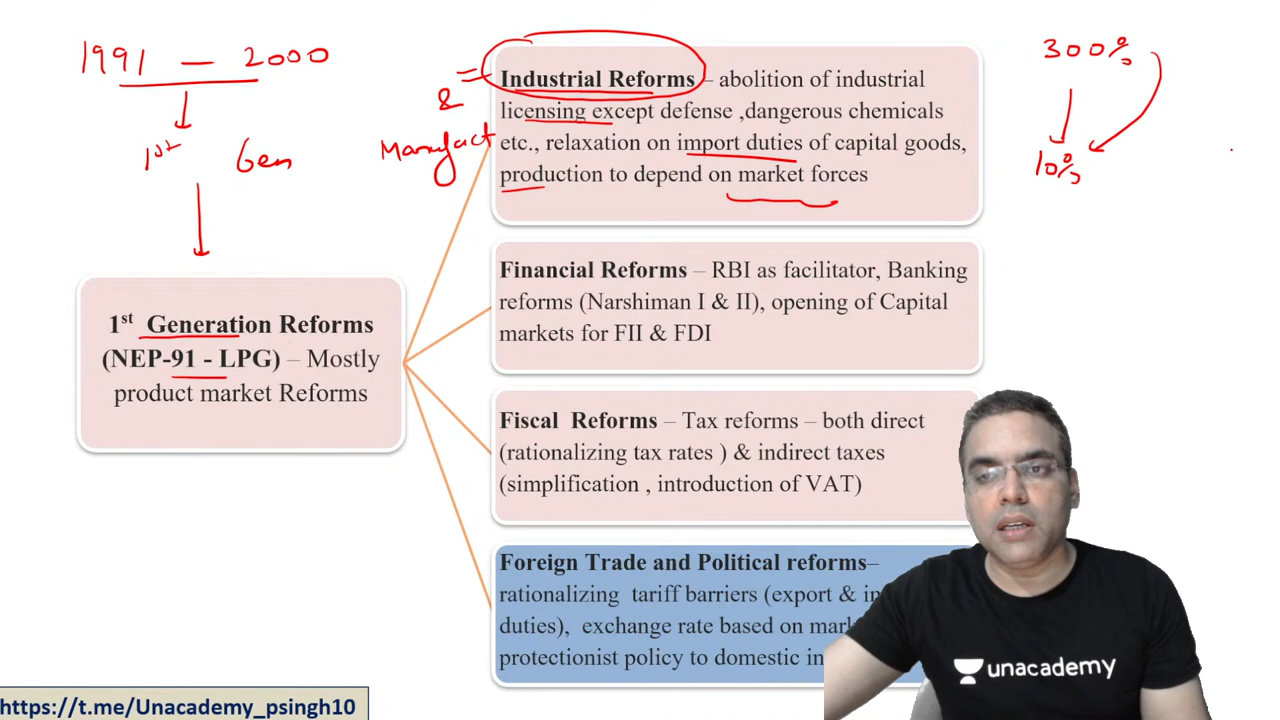 1991 — 2000
1st Gen
1st Generation Reforms
(NEP-91 - LPG) – Mostly
product market Reforms
= Industrial Reforms – abolition of industrial
& licensing except defense ,dangerous chemicals
Manufact etc., relaxation on import duties of capital goods,
production to depend on market forces
300%
10%
Financial Reforms – RBI as facilitator, Banking
reforms (Narshiman I & II), opening of Capital
markets for FII & FDI
Fiscal Reforms – Tax reforms – both direct
(rationalizing tax rates ) & indirect taxes
(simplification , introduction of VAT)
Foreign Trade and Political reforms–
rationalizing tariff barriers (export &
duties), exchange rate based on
protectionist policy to domestic
unacademy
https://t.me/Unacademy_psingh10